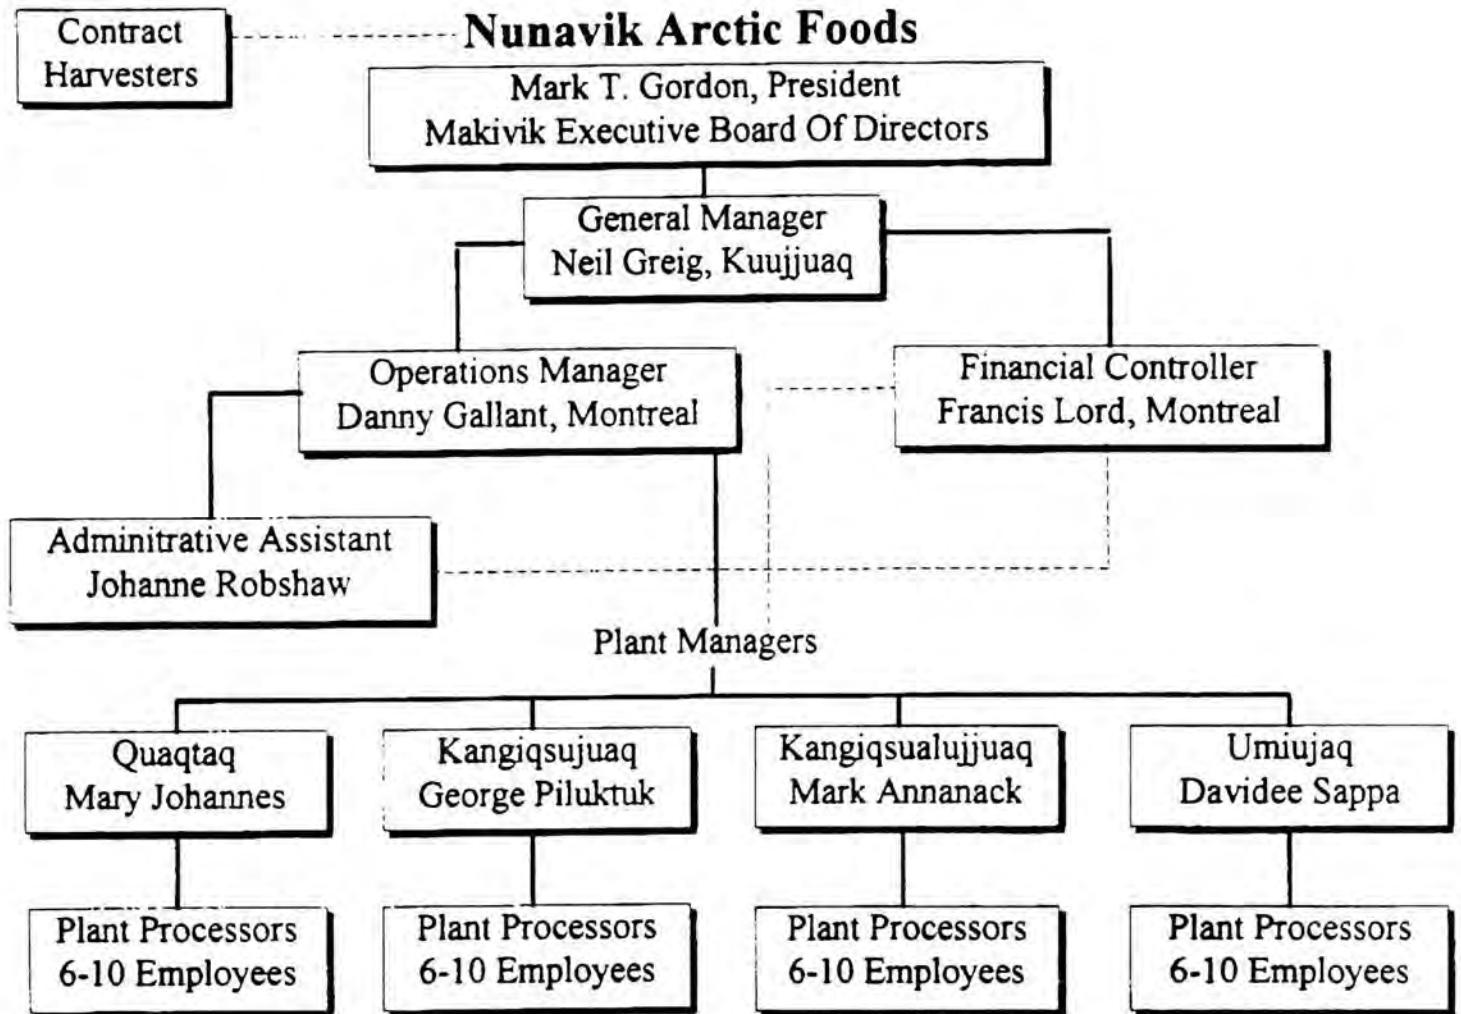 Contract
Harvesters
Nunavik Arctic Foods
Mark T. Gordon, President
Makivik Executive Board Of Directors
General Manager
Neil Greig, Kuujjuaq
Operations Manager
Danny Gallant, Montreal
Financial Controller
Francis Lord, Montreal
Adminitrative Assistant
Johanne Robshaw
Plant Managers
Quaqtaq
Mary Johannes
Kangiqsujuaq
George Piluktuk
Kangiqsualujjuaq
Mark Annanack
Umiujaq
Davidee Sappa
Plant Processors
6-10 Employees
Plant Processors
6-10 Employees
Plant Processors
6-10 Employees
Plant Processors
6-10 Employees